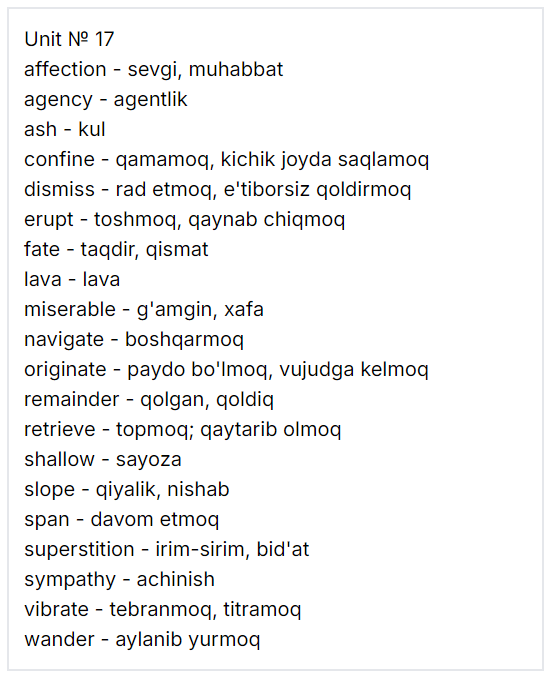 Unit № 17
affection - sevgi, muhabbat
agency - agentlik
ash - kul
confine - qamamoq, kichik joyda saqlamoq
dismiss - rad etmoq, e'tiborsiz qoldirmoq
erupt - toshmoq, qaynab chiqmoq
fate - taqdir, qismat
lava - lava
miserable - g'amgin, xafa
navigate - boshqarmoq
originate - paydo bo'lmoq, vujudga kelmoq
remainder - qolgan, qoldiq
retrieve - topmoq; qaytarib olmoq
shallow - sayoza
slope - qiyalik, nishab
span - davom etmoq
superstition - irim-sirim, bid'at
sympathy - achinish
vibrate - tebranmoq, titramoq
wander - aylanib yurmoq